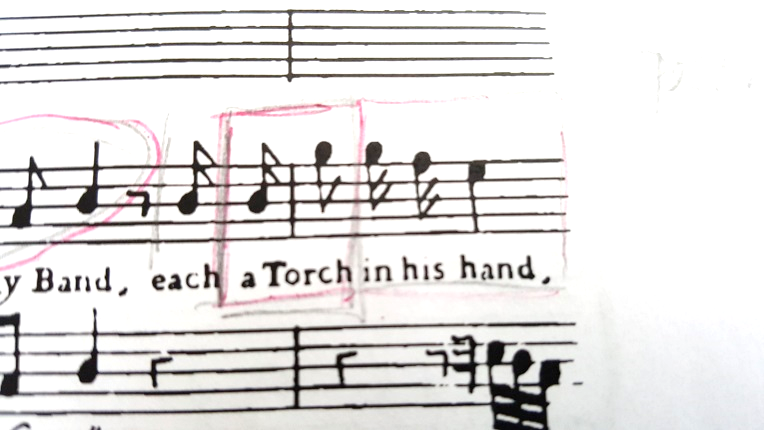 y Band, each a Torch in his hand,